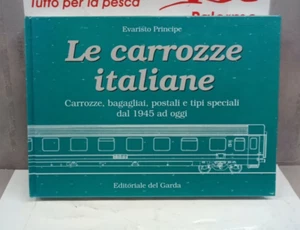 Tutto per la pesca
Palermo
Evaristo Principe
Le carrozze
italiane
Carrozze, bagagliai, postali e tipi speciali
dal 1945 ad oggi
Editoriale del Garda